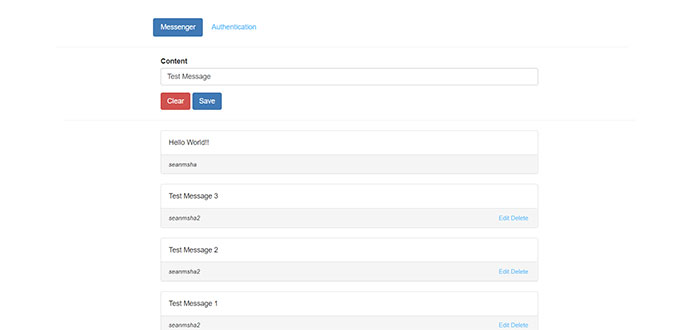 Messenger Authentication
Content
Test Message
Clear Save
Hello World!!
seanmsha
Test Message 3
seanmsha2 Edit Delete
Test Message 2
seanmsha2 Edit Delete
Test Message 1
seanmsha2 Edit Delete